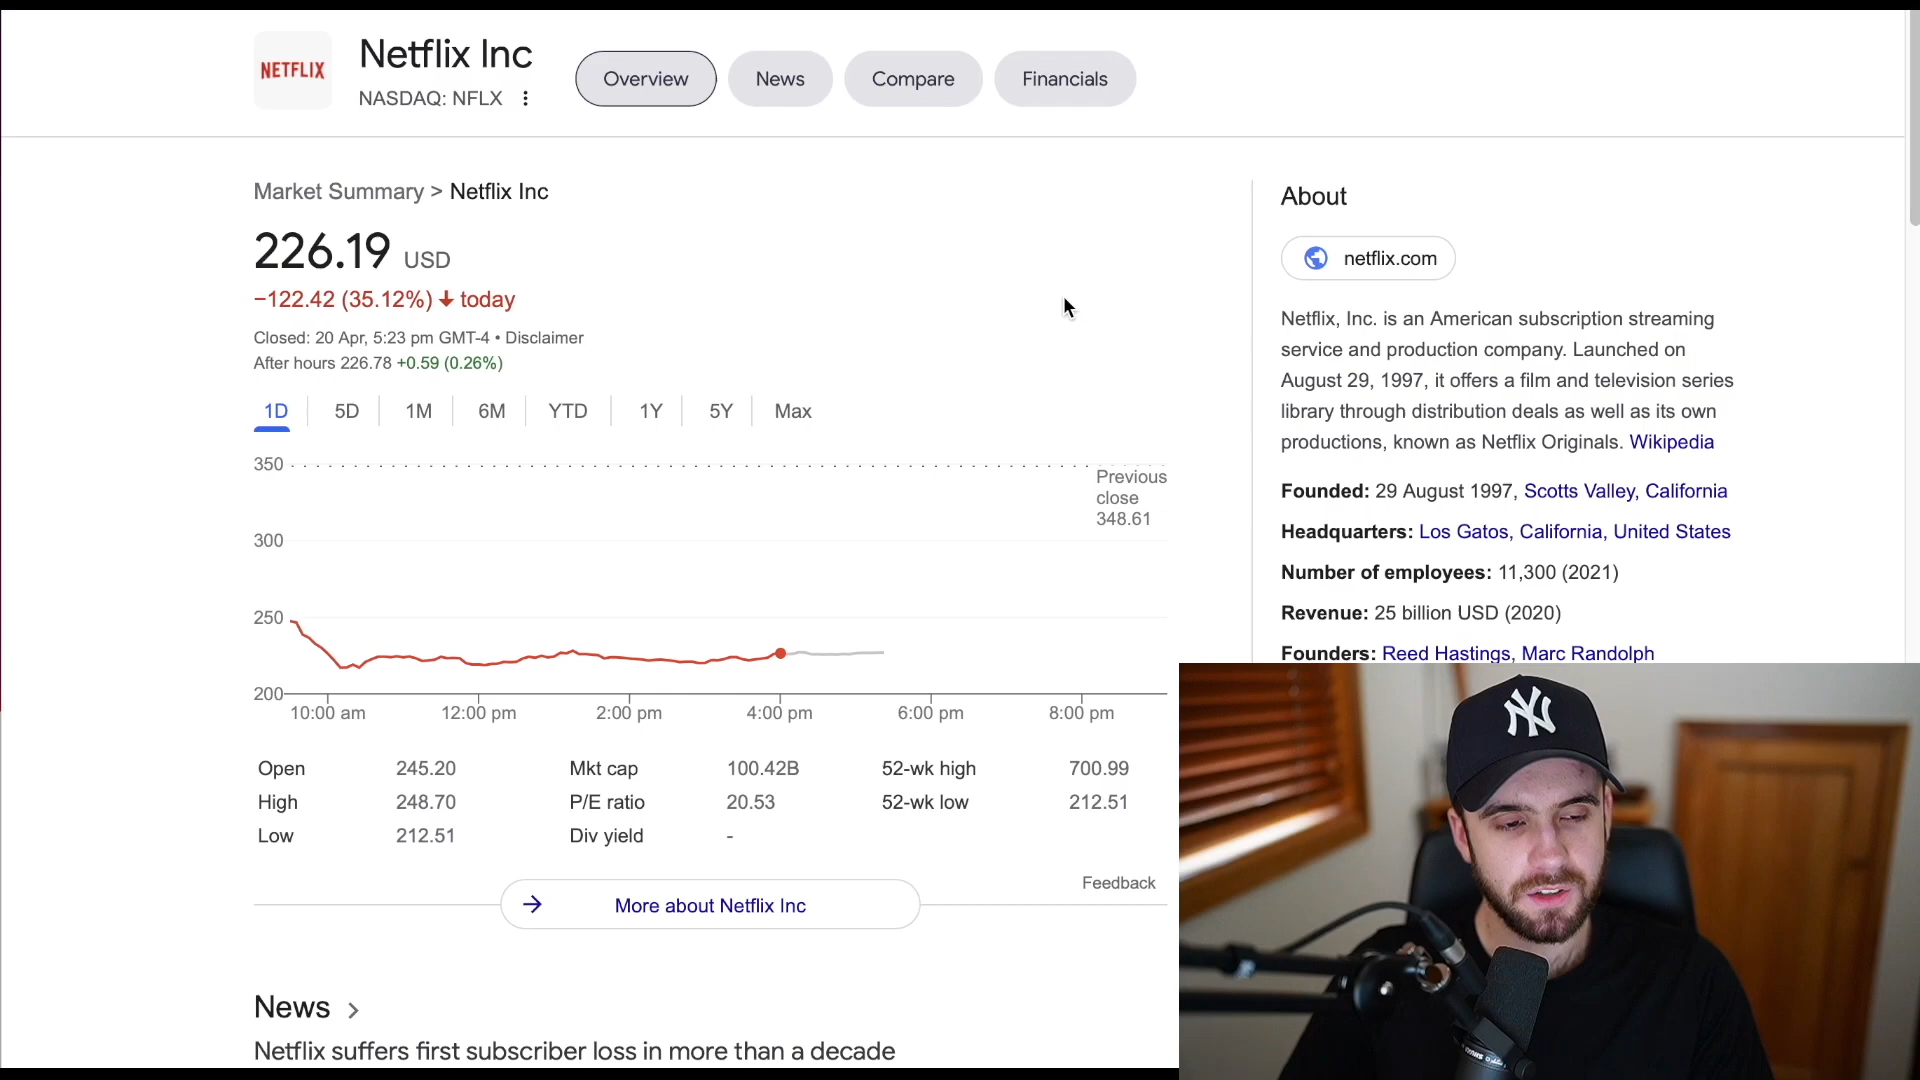 NETFLIX
Netflix Inc
NASDAQ: NFLX
Overview
News
Compare
Financials
Market Summary > Netflix Inc
226.19 USD
−122.42 (35.12%) ↓ today
Closed: 20 Apr, 5:23 pm GMT-4 • Disclaimer
After hours 226.78 +0.59 (0.26%)
1D 5D 1M 6M YTD 1Y 5Y Max
350
300
250
200
Previous
close
348.61
10:00 am 12:00 pm 2:00 pm 4:00 pm 6:00 pm 8:00 pm
Open 245.20 Mkt cap 100.42B 52-wk high 700.99
High 248.70 P/E ratio 20.53 52-wk low 212.51
Low 212.51 Div yield -
Feedback
More about Netflix Inc
News >
Netflix suffers first subscriber loss in more than a decade
About
netflix.com
Netflix, Inc. is an American subscription streaming
service and production company. Launched on
August 29, 1997, it offers a film and television series
library through distribution deals as well as its own
productions, known as Netflix Originals. Wikipedia
Founded: 29 August 1997, Scotts Valley, California
Headquarters: Los Gatos, California, United States
Number of employees: 11,300 (2021)
Revenue: 25 billion USD (2020)
Founders: Reed Hastings, Marc Randolph
NY